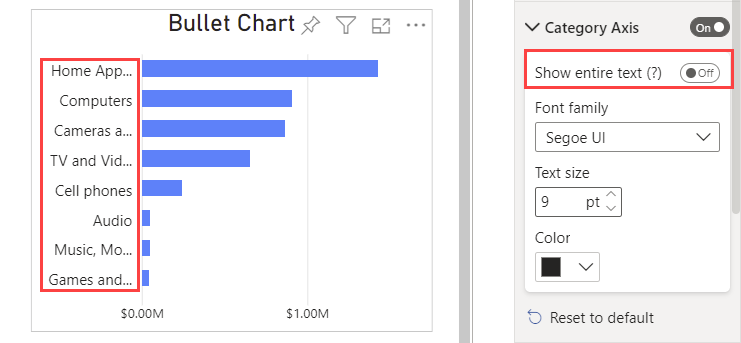 Bullet Chart
Home App...
Computers
Cameras a...
TV and Vid...
Cell phones
Audio
Music, Mo...
Games and...
$0.00M $1.00M
Category Axis On
Show entire text (?) Off
Font family
Segoe UI
Text size
9 pt
Color
Reset to default